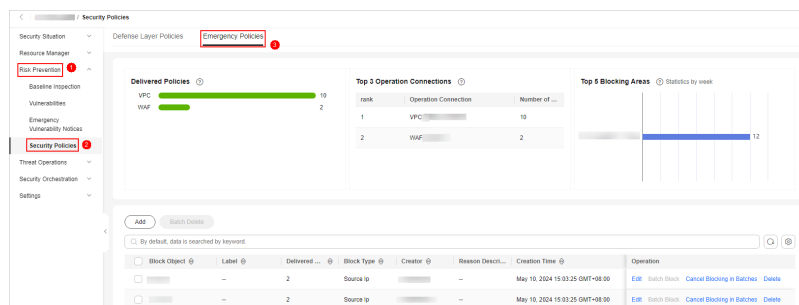 / Security Policies
Security Situation
Resource Manager
Risk Prevention 1
Baseline Inspection
Vulnerabilities
Emergency
Vulnerability Notices
Security Policies 2
Threat Operations
Security Orchestration
Settings
Defense Layer Policies Emergency Policies 3
Delivered Policies
VPC 10
WAF 2
Top 3 Operation Connections
rank Operation Connection Number of ...
1 VPC 10
2 WAF 2
Top 5 Blocking Areas Statistics by week
12
Add Batch Delete
By default, data is searched by keyword.
Block Object Label Delivered ... Block Type Creator Reason Descri... Creation Time Operation
-- 2 Source Ip -- May 10, 2024 15:03:25 GMT+08:00 Edit Batch Block Cancel Blocking in Batches Delete
-- 2 Source Ip -- May 10, 2024 15:03:25 GMT+08:00 Edit Batch Block Cancel Blocking in Batches Delete